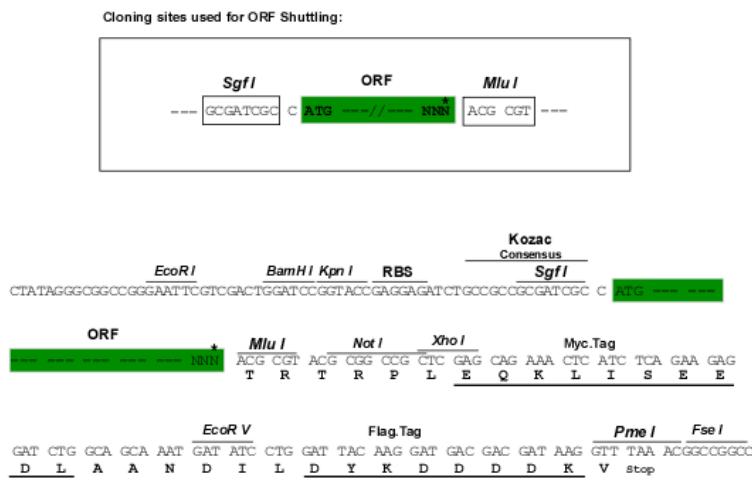 Cloning sites used for ORF Shuttling:
Sgf I ORF Mlu I
--- GCGATCGC C ATG ---//--- NNN* ACG CGT ---
Kozac
Consensus
EcoR I BamH I Kpn I RBS Sgf I
CTATAGGGCGGCCGGGAATTCGTCGACTGGATCCGGTACCGAGGAGATCTGCCGCCGCGATCGC C ATG --- ---
ORF Mlu I Not I Xho I Myc.Tag
--- --- --- --- --- --- NNN* ACG CGT ACG CGG CCG CTC GAG CAG AAA CTC ATC TCA GAA GAG
T R T R P L E Q K L I S E E
EcoR V Flag.Tag Pme I Fse I
GAT CTG GCA GCA AAT GAT ATC CTG GAT TAC AAG GAT GAC GAC GAT AAG GTT TAA ACGGCCGGCC
D L A A N D I L D Y K D D D D K V Stop